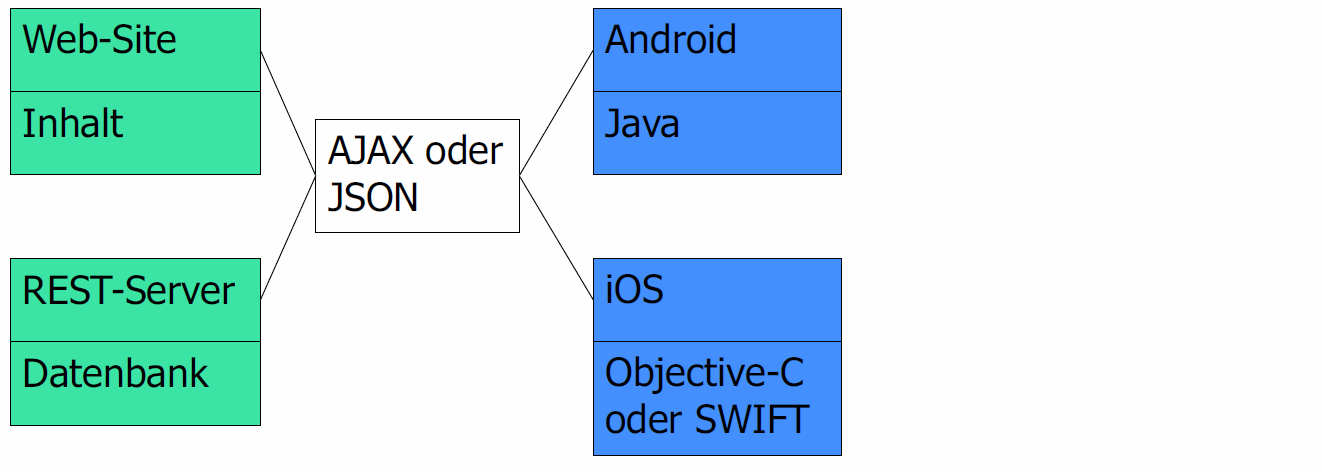 Web-Site
Inhalt
REST-Server
Datenbank
AJAX oder
JSON
Android
Java
iOS
Objective-C
oder SWIFT